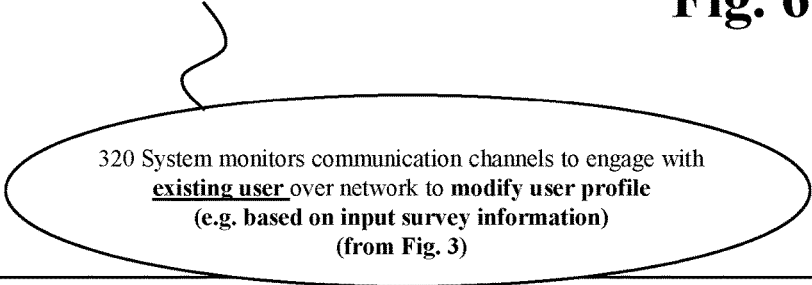 Fig. 6
320 System monitors communication channels to engage with
existing user over network to modify user profile
(e.g. based on input survey information)
(from Fig. 3)